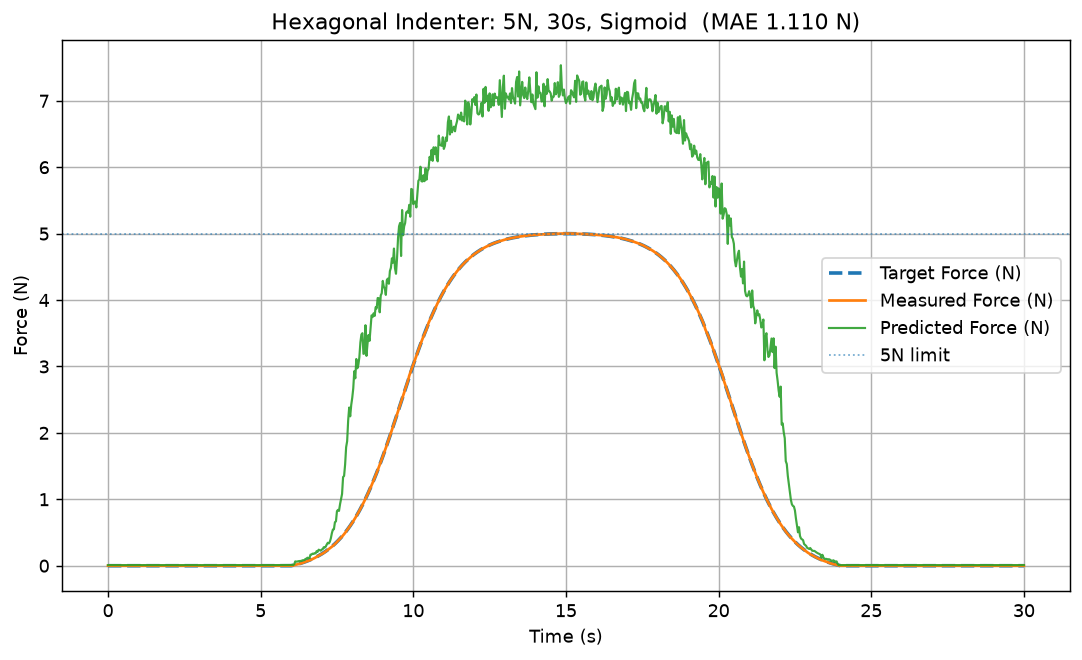 Hexagonal Indenter: 5N, 30s, Sigmoid  (MAE 1.110 N)
Force (N)
7
6
5
4
3
2
1
0
Target Force (N)
Measured Force (N)
Predicted Force (N)
5N limit
0 5 10 15 20 25 30
Time (s)